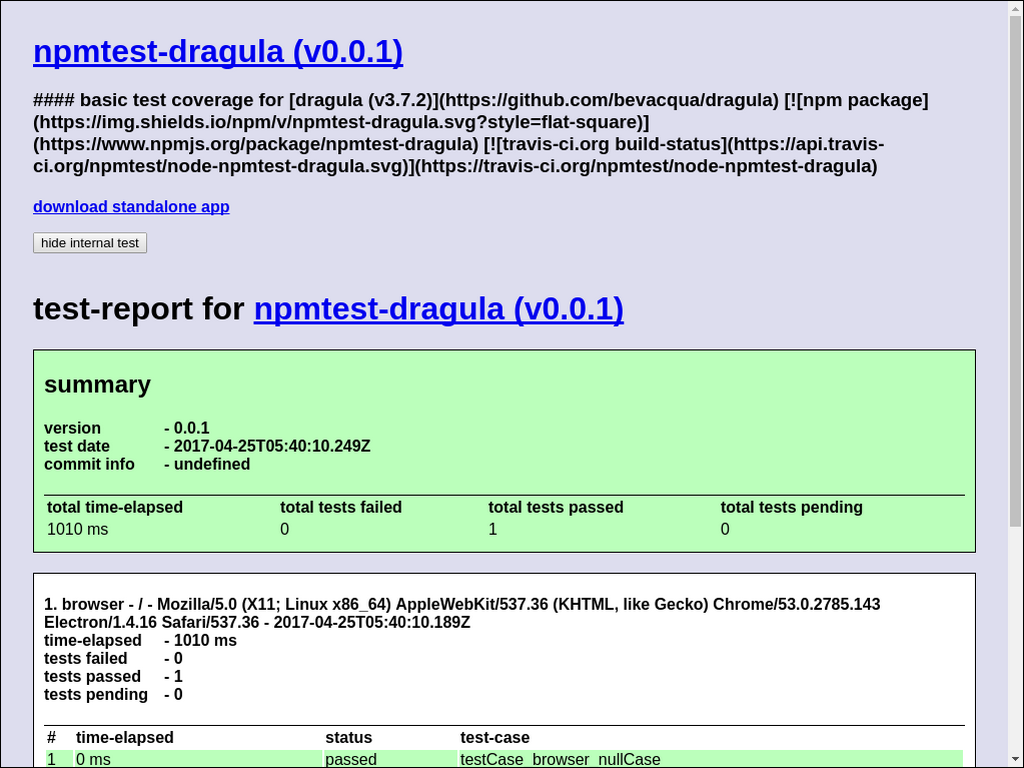 npmtest-dragula (v0.0.1)
#### basic test coverage for [dragula (v3.7.2)](https://github.com/bevacqua/dragula) [![npm package]
(https://img.shields.io/npm/v/npmtest-dragula.svg?style=flat-square)]
(https://www.npmjs.org/package/npmtest-dragula) [![travis-ci.org build-status](https://api.travis-
ci.org/npmtest/node-npmtest-dragula.svg)](https://travis-ci.org/npmtest/node-npmtest-dragula)
download standalone app
hide internal test
test-report for npmtest-dragula (v0.0.1)
summary
version - 0.0.1
test date - 2017-04-25T05:40:10.249Z
commit info - undefined
total time-elapsed total tests failed total tests passed total tests pending
1010 ms 0 1 0
1. browser - / - Mozilla/5.0 (X11; Linux x86_64) AppleWebKit/537.36 (KHTML, like Gecko) Chrome/53.0.2785.143
Electron/1.4.16 Safari/537.36 - 2017-04-25T05:40:10.189Z
time-elapsed - 1010 ms
tests failed - 0
tests passed - 1
tests pending - 0
# time-elapsed status test-case
1 0 ms passed testCase_browser_nullCase